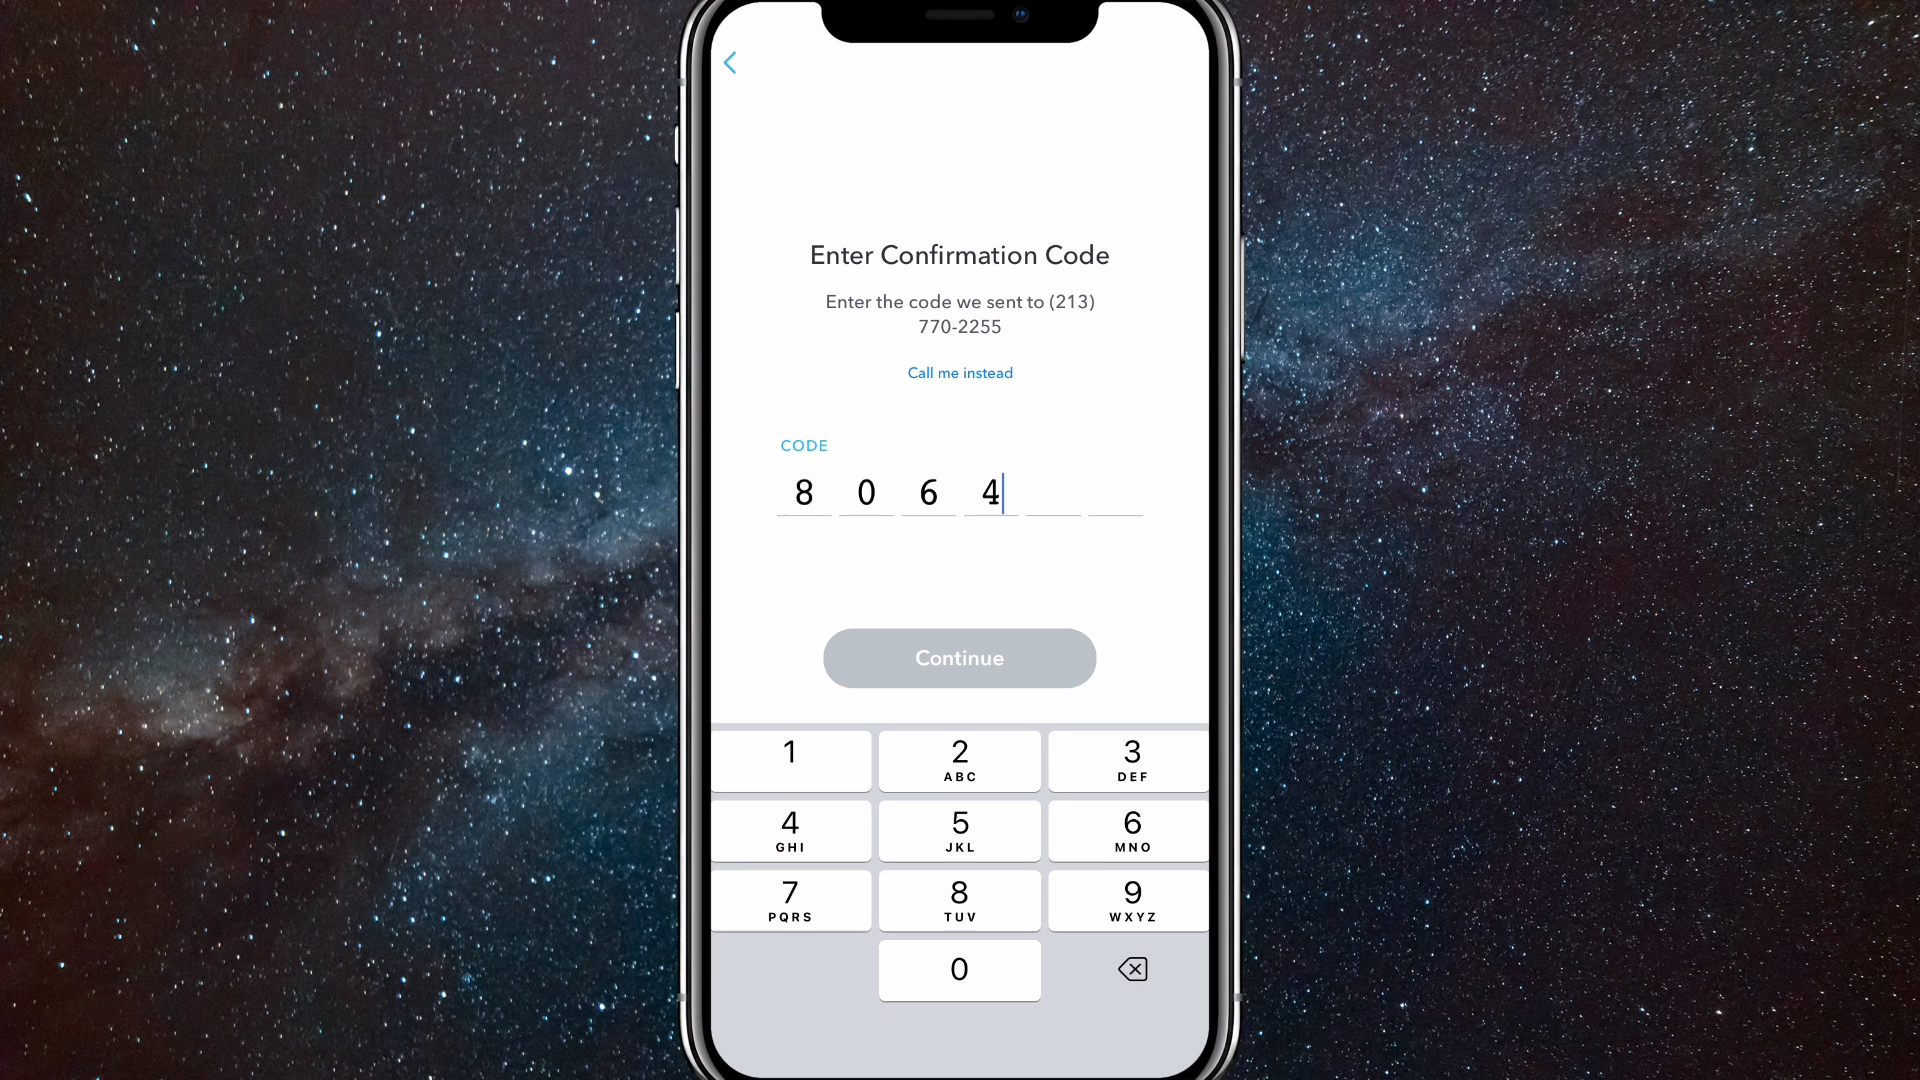 Enter Confirmation Code
Enter the code we sent to (213)
770-2255
Call me instead
CODE
8 0 6 4
Continue
1 2 3
ABC DEF
4 5 6
GHI JKL MNO
7 8 9
PQRS TUV WXYZ
0